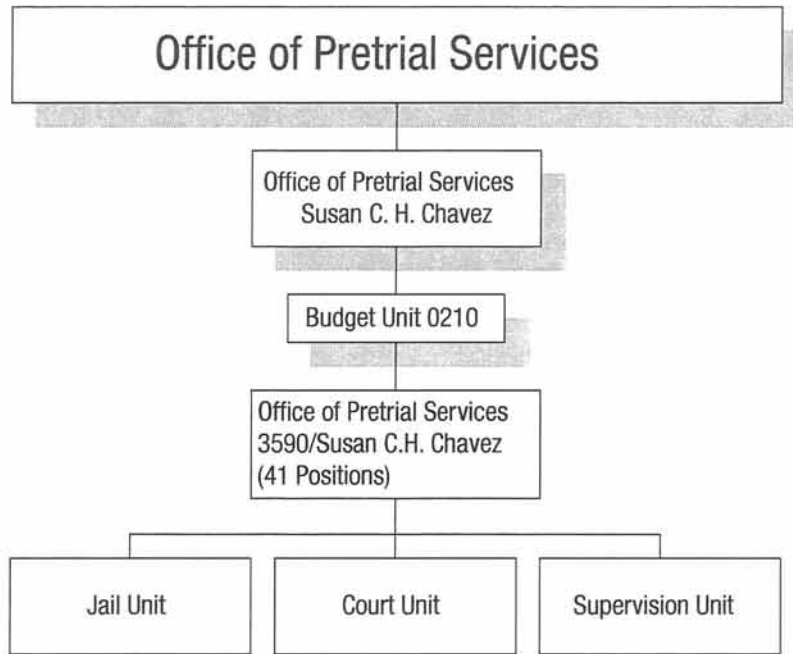 Office of Pretrial Services
Office of Pretrial Services
Susan C. H. Chavez
Budget Unit 0210
Office of Pretrial Services
3590/Susan C.H. Chavez
(41 Positions)
Jail Unit
Court Unit
Supervision Unit